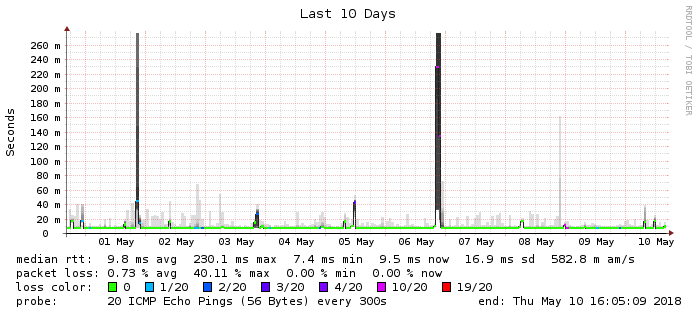 Last 10 Days
RRDTOOL / TOBI OETIKER
Seconds
260 m
240 m
220 m
200 m
180 m
160 m
140 m
120 m
100 m
80 m
60 m
40 m
20 m
0
01 May 02 May 03 May 04 May 05 May 06 May 07 May 08 May 09 May 10 May
median rtt: 9.8 ms avg 230.1 ms max 7.4 ms min 9.5 ms now 16.9 ms sd 582.8 m am/s
packet loss: 0.73 % avg 40.11 % max 0.00 % min 0.00 % now
loss color: 0 1/20 2/20 3/20 4/20 10/20 19/20
probe: 20 ICMP Echo Pings (56 Bytes) every 300s end: Thu May 10 16:05:09 2018